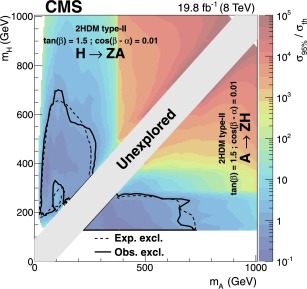 CMS 19.8 fb⁻¹ (8 TeV)
m_H (GeV)
1000
800
600
400
200
0
2HDM type-II
tan(β) = 1.5 ; cos(β - α) = 0.01
H → ZA
Unexplored
2HDM type-II
tan(β) = 1.5 ; cos(β - α) = 0.01
A → ZH
Exp. excl.
Obs. excl.
0 500 1000
m_A (GeV)
10⁵
10⁴
10³
10²
10
1
10⁻¹
σ_95% / σ_th